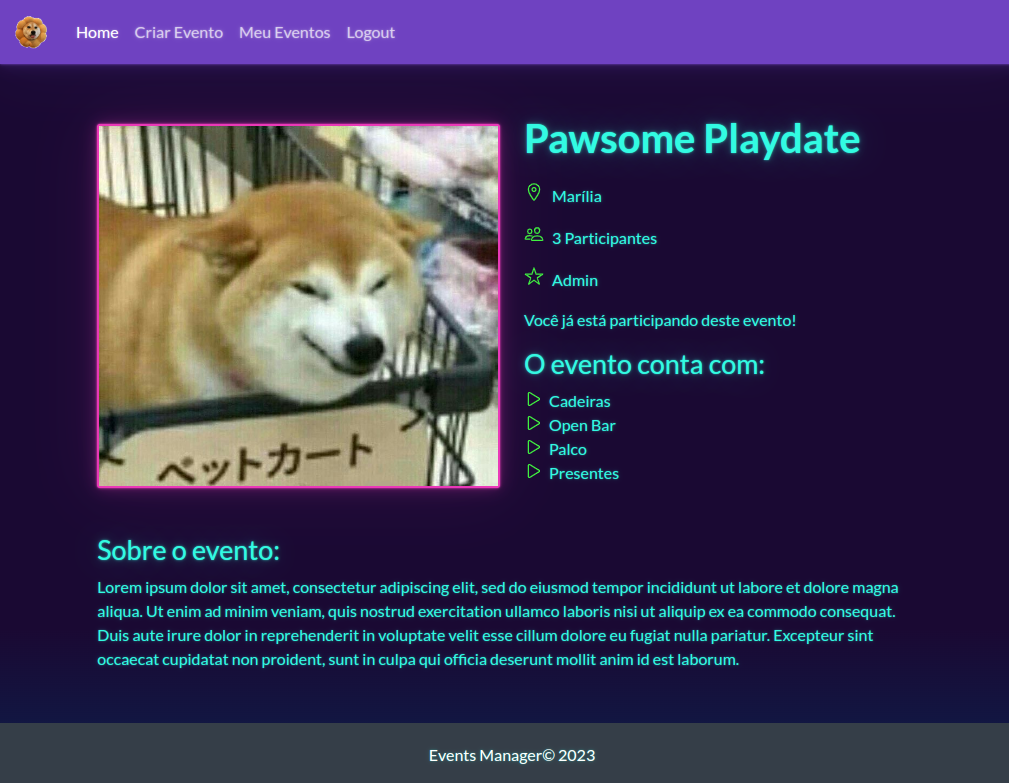 Home Criar Evento Meu Eventos Logout
Pawsome Playdate
Marília
3 Participantes
Admin
Você já está participando deste evento!
O evento conta com:
Cadeiras
Open Bar
Palco
Presentes
ペットカート
Sobre o evento:
Lorem ipsum dolor sit amet, consectetur adipiscing elit, sed do eiusmod tempor incididunt ut labore et dolore magna
aliqua. Ut enim ad minim veniam, quis nostrud exercitation ullamco laboris nisi ut aliquip ex ea commodo consequat.
Duis aute irure dolor in reprehenderit in voluptate velit esse cillum dolore eu fugiat nulla pariatur. Excepteur sint
occaecat cupidatat non proident, sunt in culpa qui officia deserunt mollit anim id est laborum.
Events Manager© 2023